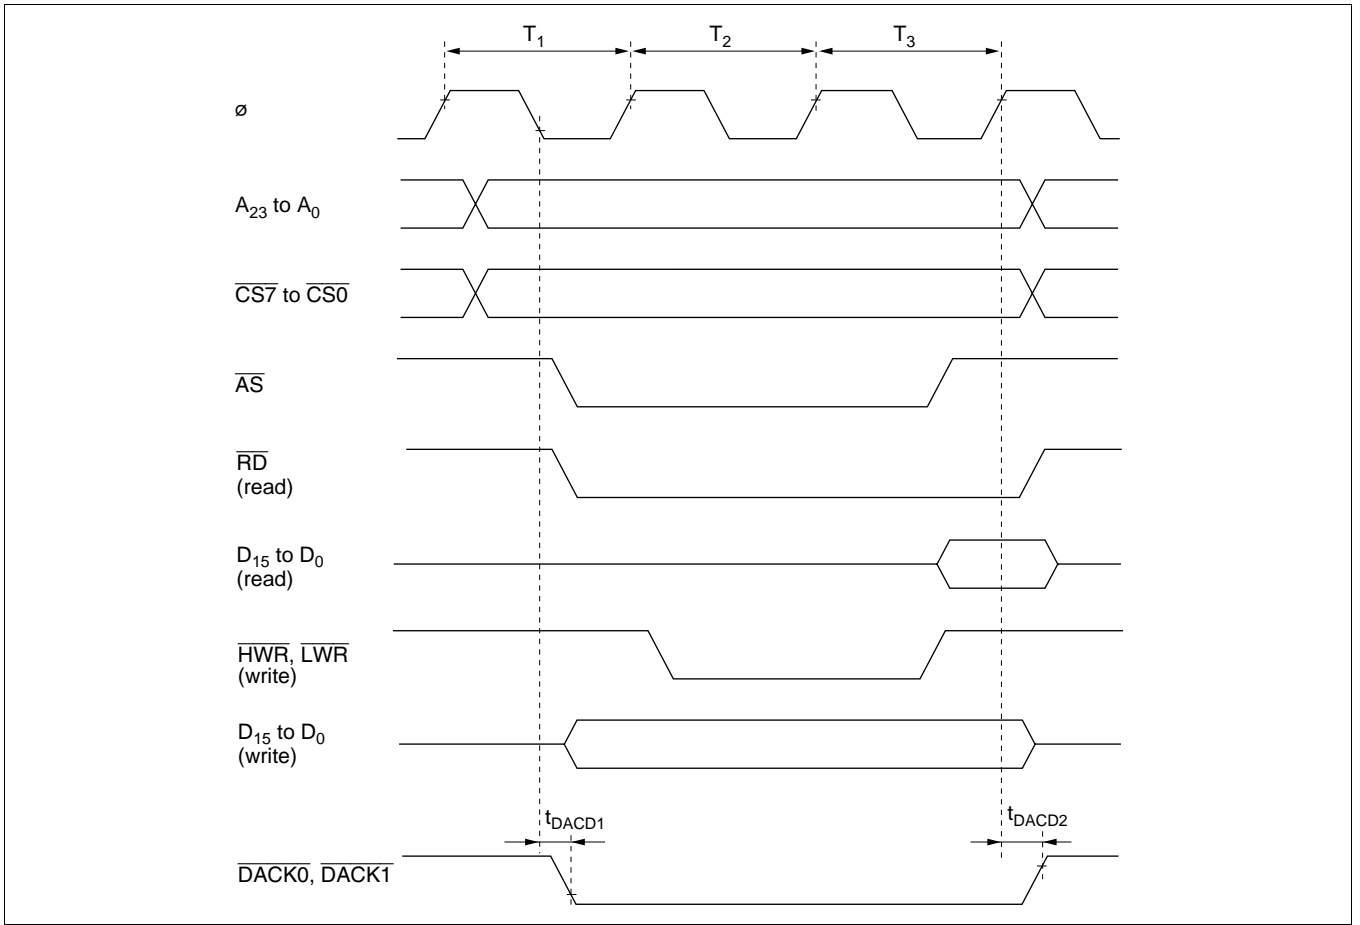 T1 T2 T3
ø
A23 to A0
CS7 to CS0
AS
RD
(read)
D15 to D0
(read)
HWR, LWR
(write)
D15 to D0
(write)
tDACD1 tDACD2
DACK0, DACK1